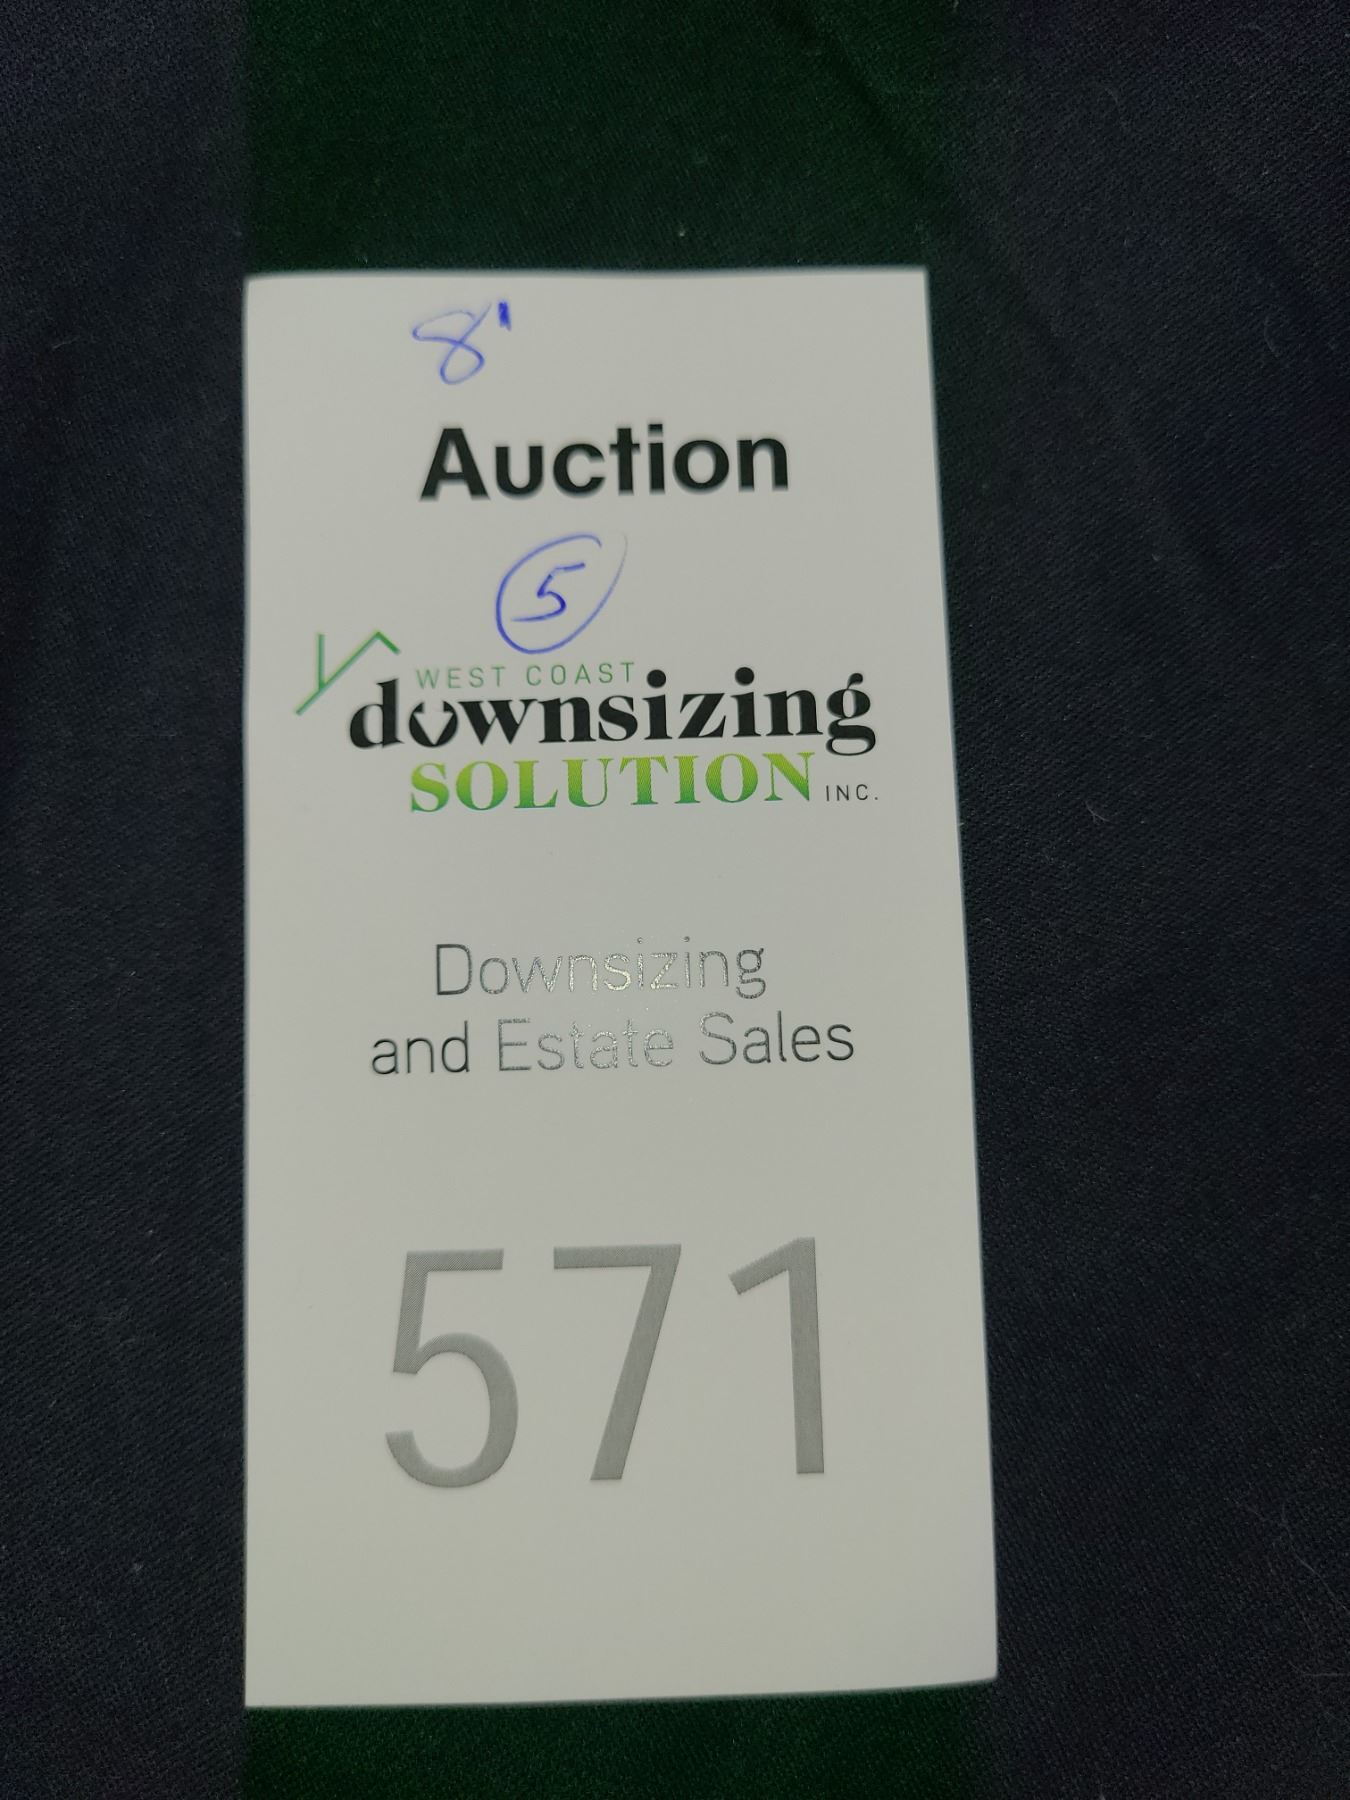 8'
Auction
5
WEST COAST
downsizing
SOLUTION INC.
Downsizing
and Estate Sales
571